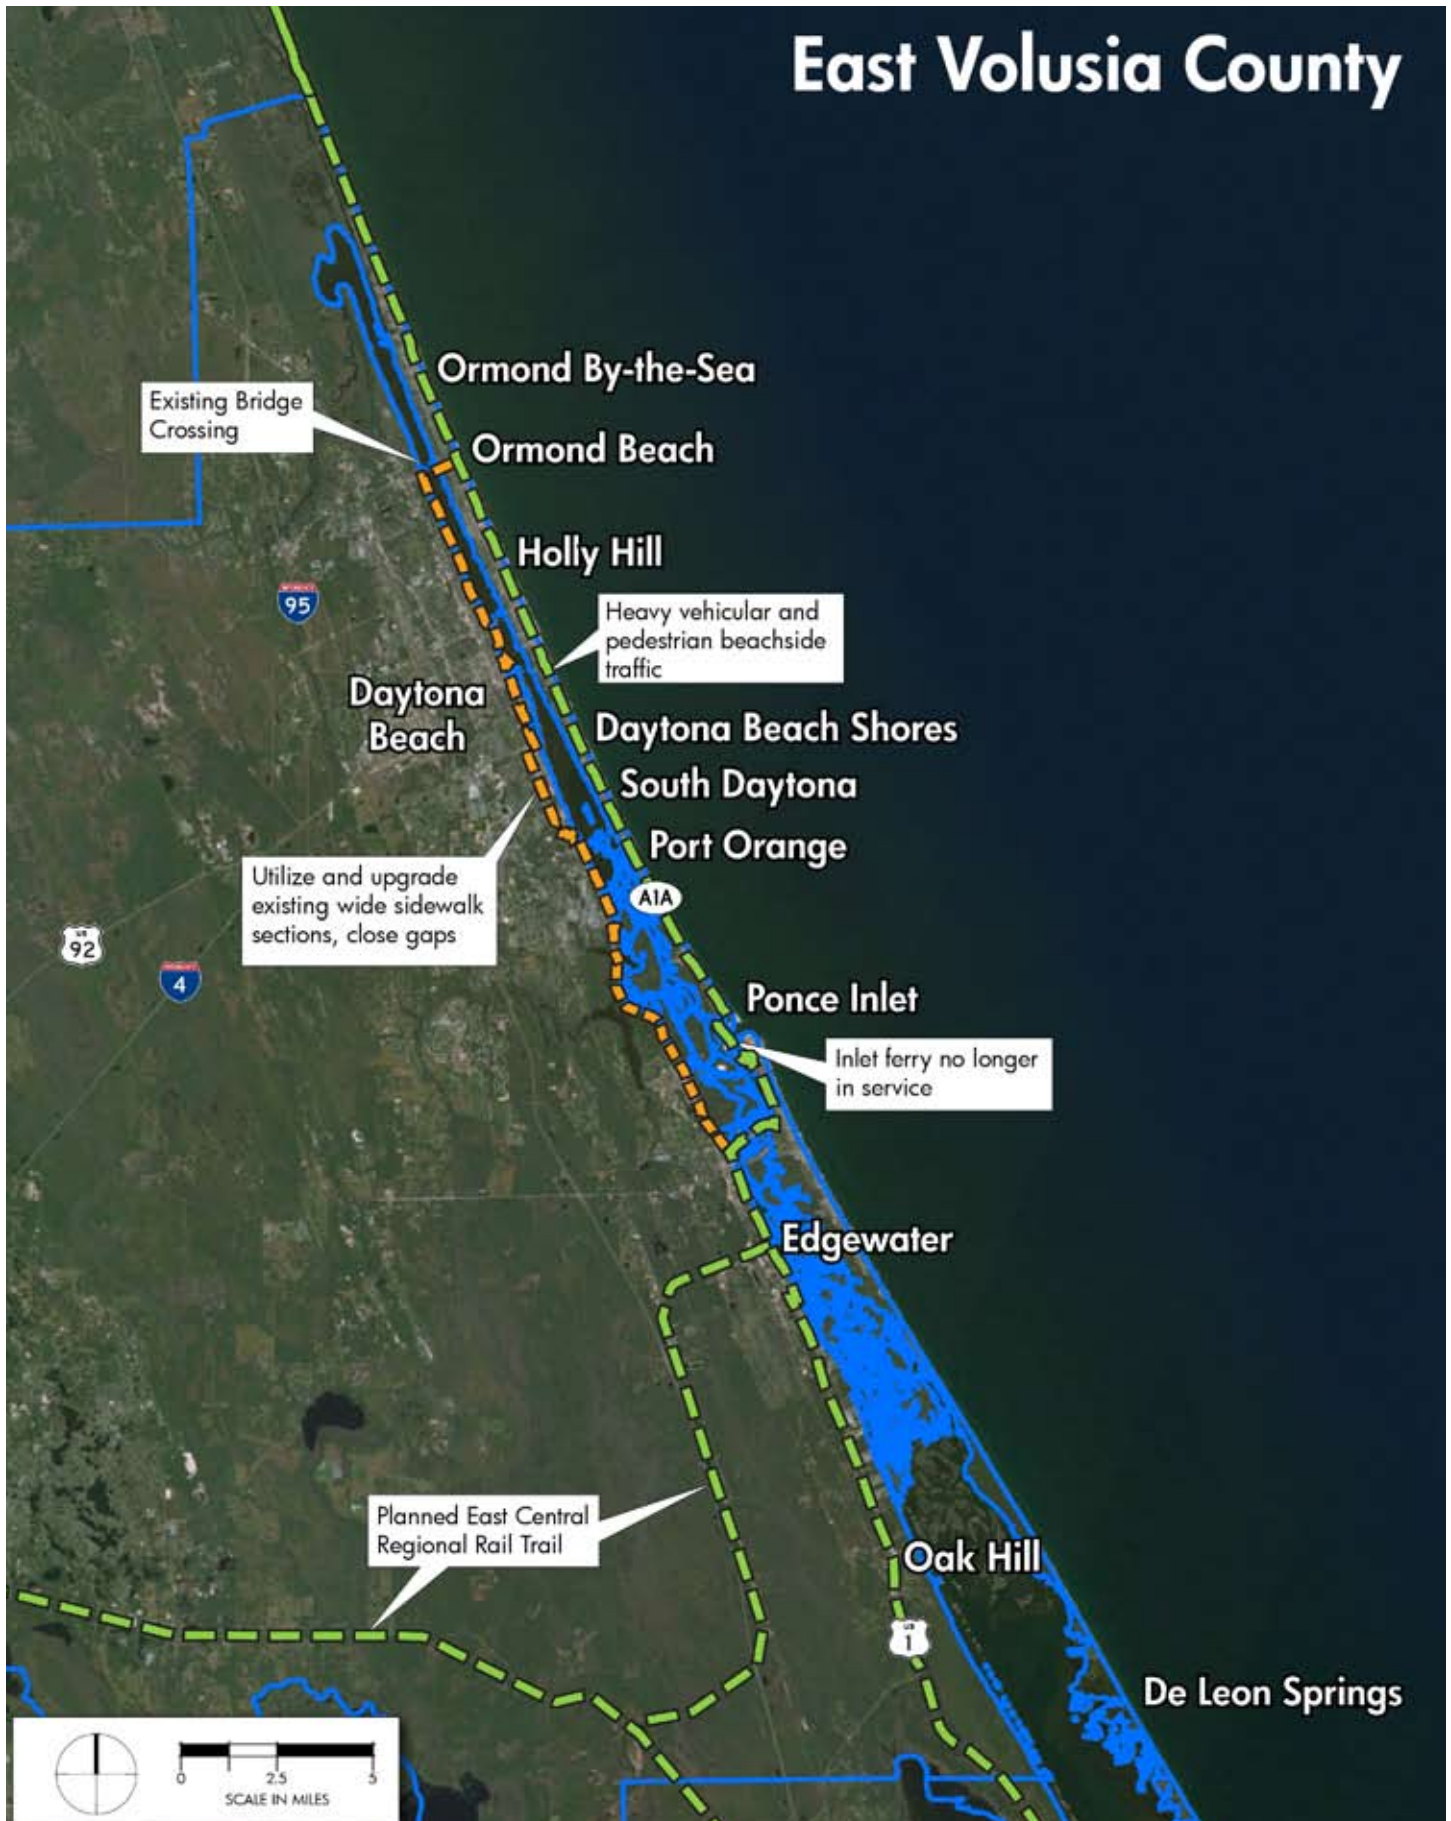 East Volusia County
Ormond By-the-Sea
Existing Bridge
Crossing
Ormond Beach
Holly Hill
95
Heavy vehicular and
pedestrian beachside
traffic
Daytona
Beach
Daytona Beach Shores
South Daytona
Port Orange
Utilize and upgrade
existing wide sidewalk
sections, close gaps
A1A
US
92
4
Ponce Inlet
Inlet ferry no longer
in service
Edgewater
Planned East Central
Regional Rail Trail
Oak Hill
US
1
De Leon Springs
0 2.5 5
SCALE IN MILES